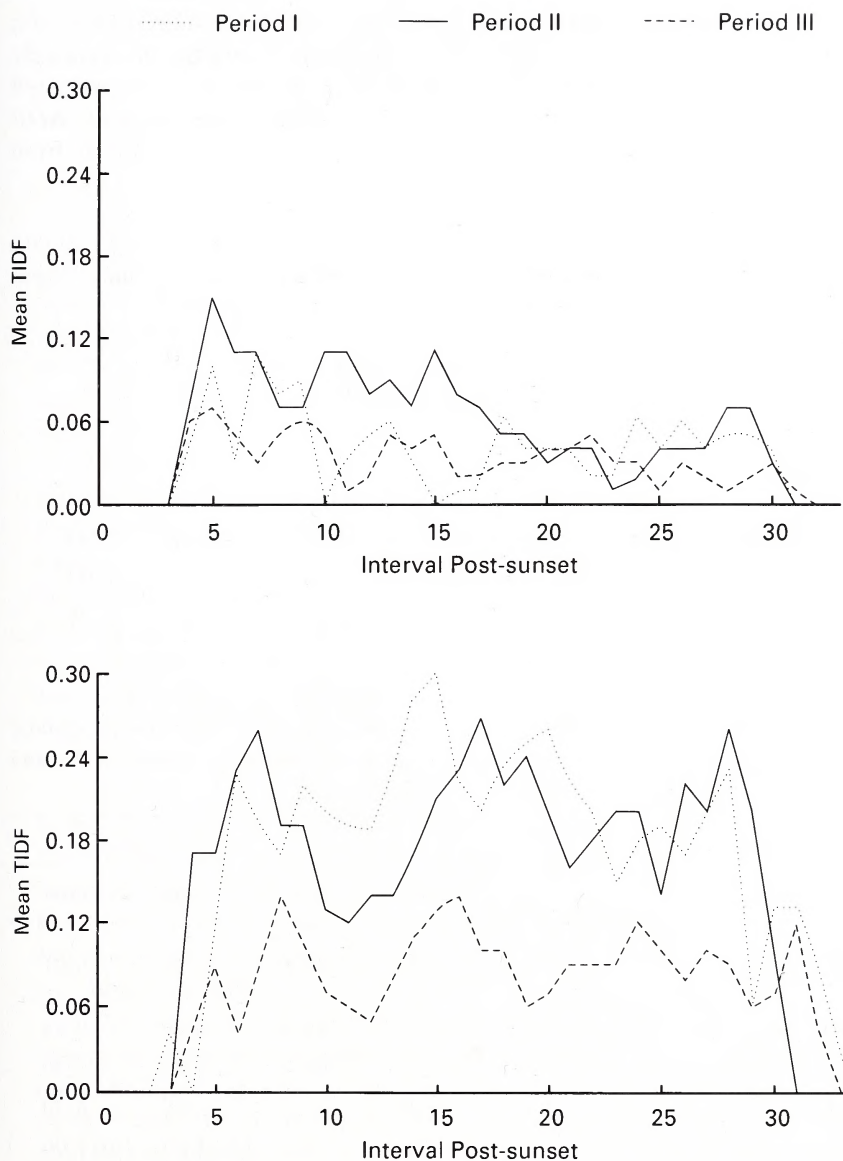 Period I Period II Period III
0.30
0.24
0.18
0.12
0.06
0.00
Mean TIDF
0 5 10 15 20 25 30
Interval Post-sunset
0.30
0.24
0.18
0.12
0.06
0.00
Mean TIDF
0 5 10 15 20 25 30
Interval Post-sunset